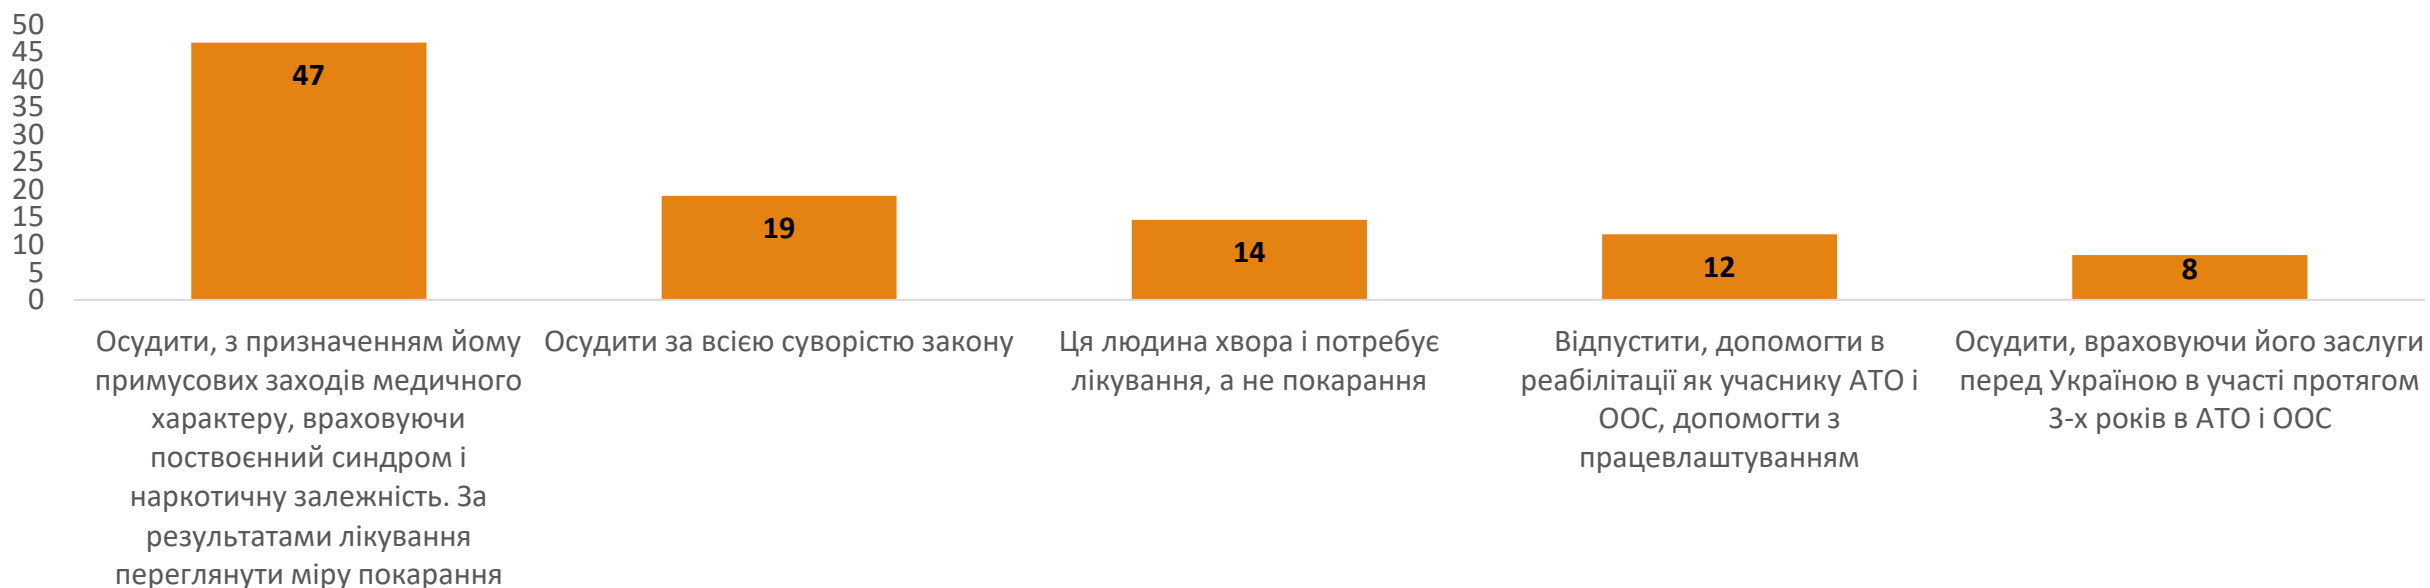 50
45
40
35
30
25
20
15
10
5
0
47
19
14
12
8
Осудити, з призначенням йому
примусових заходів медичного
характеру, враховуючи
поствоєнний синдром і
наркотичну залежність. За
результатами лікування
переглянути міру покарання
Осудити за всією суворістю закону
Ця людина хвора і потребує
лікування, а не покарання
Відпустити, допомогти в
реабілітації як учаснику АТО і
ООС, допомогти з
працевлаштуванням
Осудити, враховуючи його заслуги
перед Україною в участі протягом
3-х років в АТО і ООС